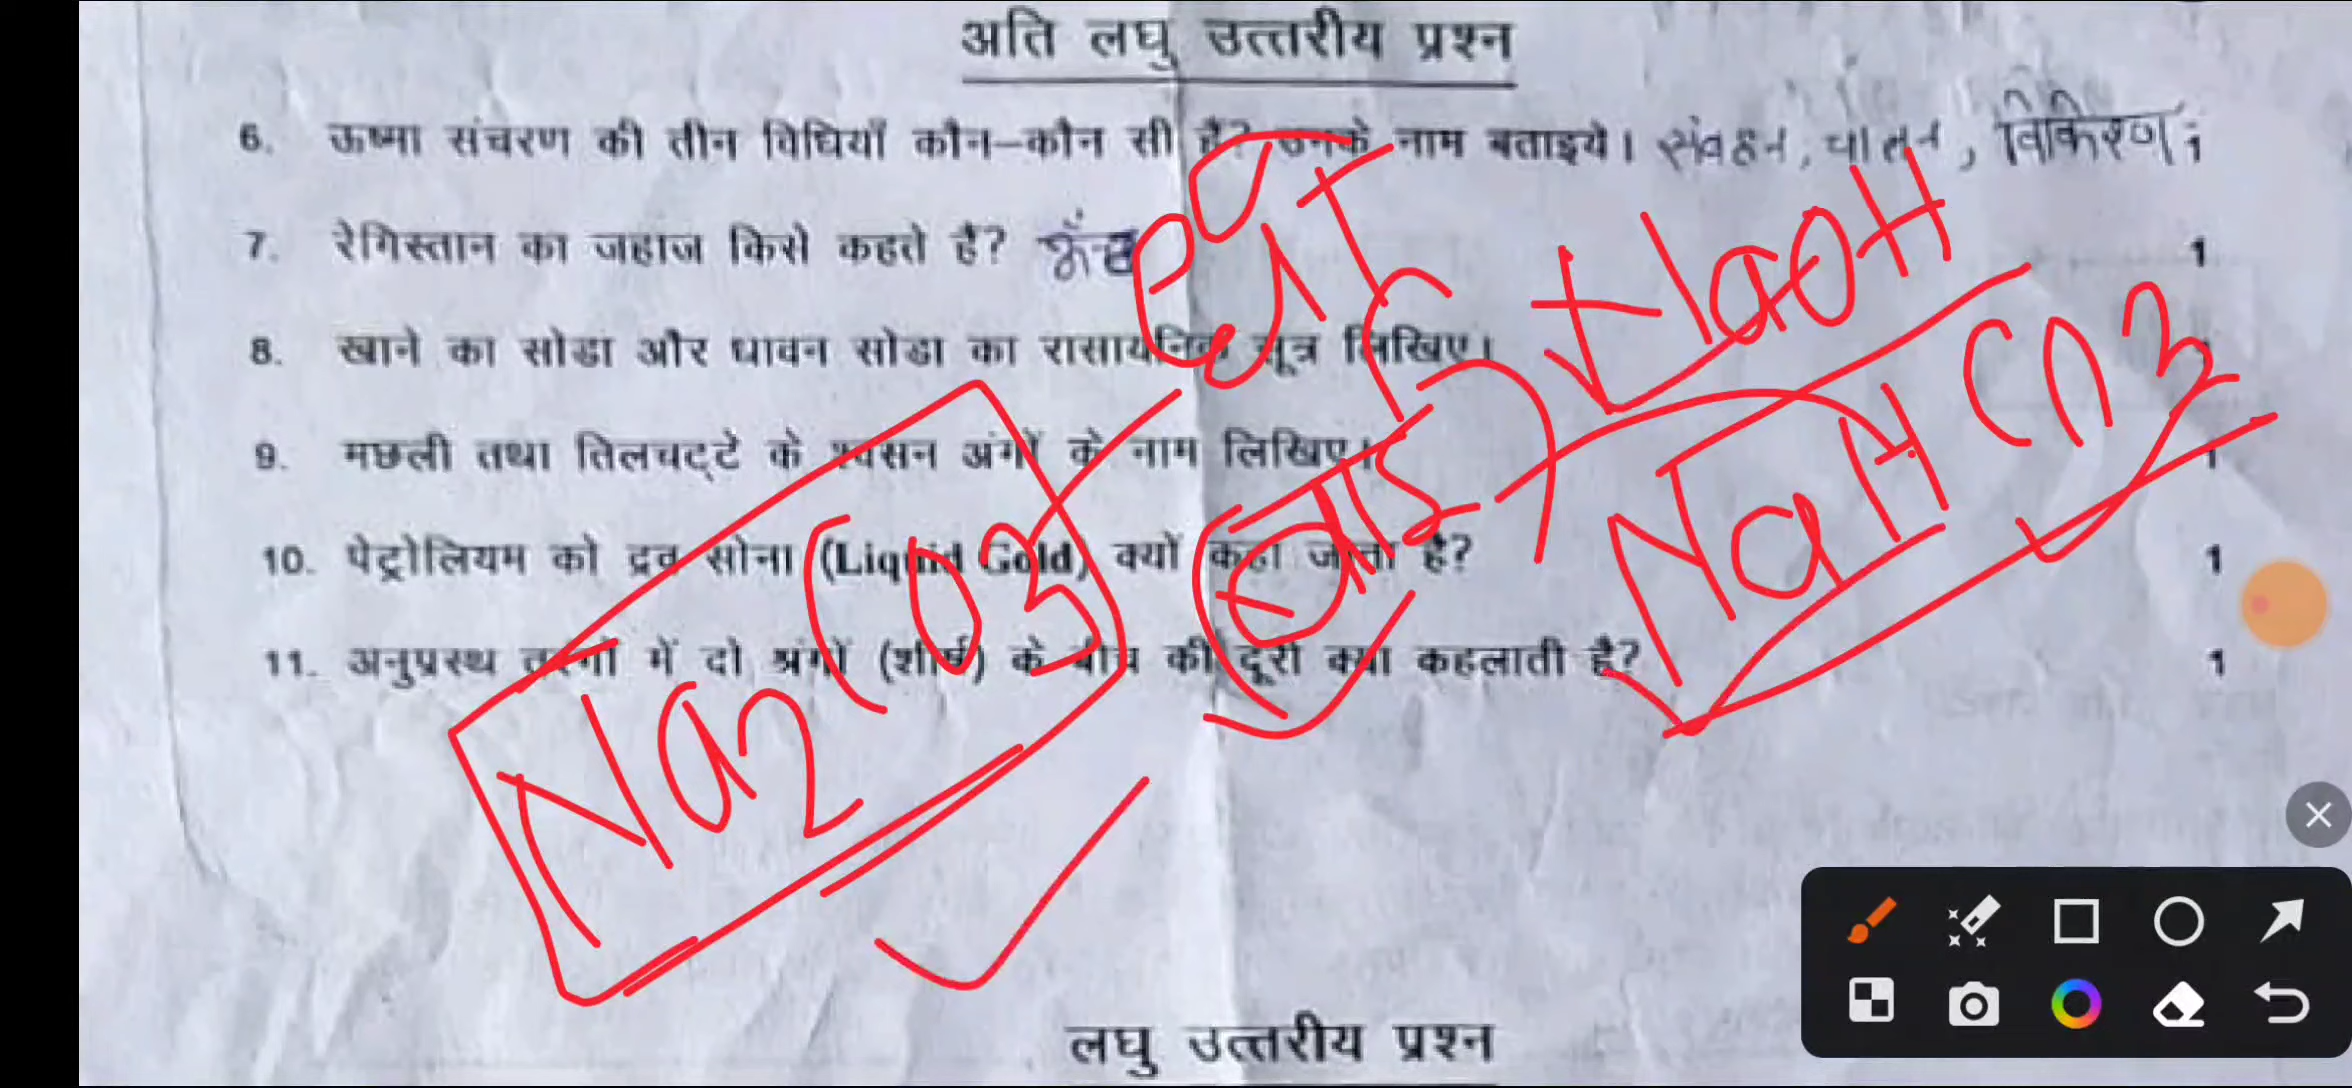 अति लघु उत्तरीय प्रश्न
6. ऊष्मा संचरण की तीन विधियाँ कौन–कौन सी हैं? उनके नाम बताइये। संवहन, चालन, विकिरण 1
7. रेगिस्तान का जहाज किसे कहते हैं? 1
8. खाने का सोडा और धावन सोडा का रासायनिक सूत्र लिखिए।
NaOH
NaHCO3
9. मछली तथा तिलचट्टे के श्वसन अंगों के नाम लिखिए। 1
10. पेट्रोलियम को द्रव सोना (Liquid Gold) क्यों कहा जाता है? 1
11. अनुप्रस्थ तरंगों में दो श्रंगों (शीर्ष) के बीच की दूरी क्या कहलाती है? 1
Na2CO3
लघु उत्तरीय प्रश्न